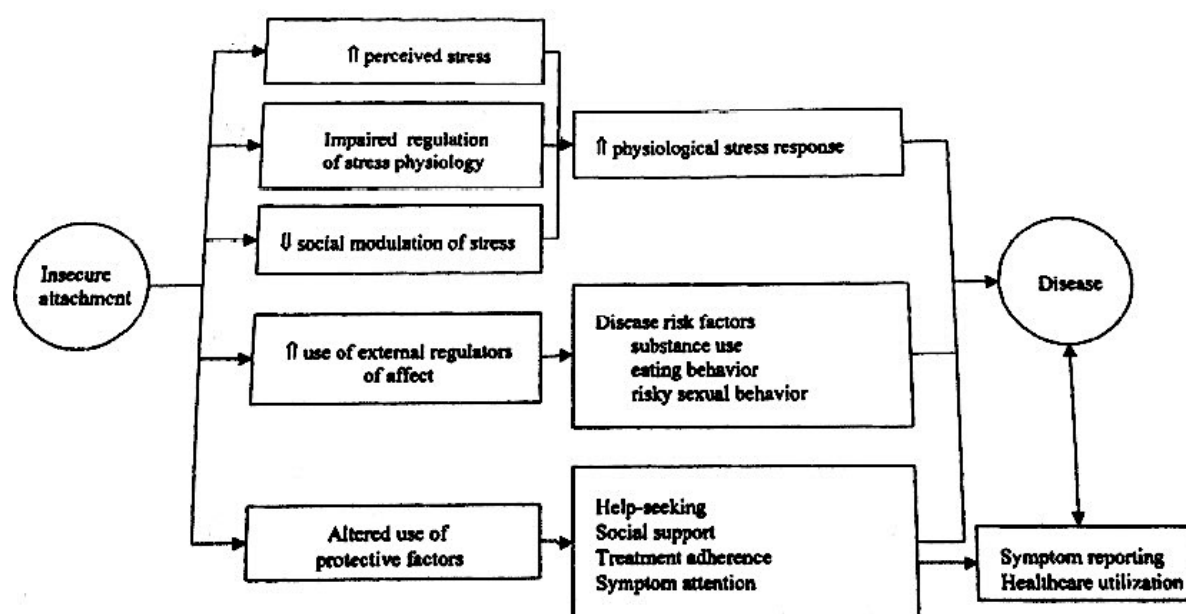 ⇑ perceived stress
Impaired regulation
of stress physiology
⇑ physiological stress response
⇓ social modulation of stress
Insecure
attachment
Disease
⇑ use of external regulators
of affect
Disease risk factors
substance use
eating behavior
risky sexual behavior
Altered use of
protective factors
Help-seeking
Social support
Treatment adherence
Symptom attention
Symptom reporting
Healthcare utilization